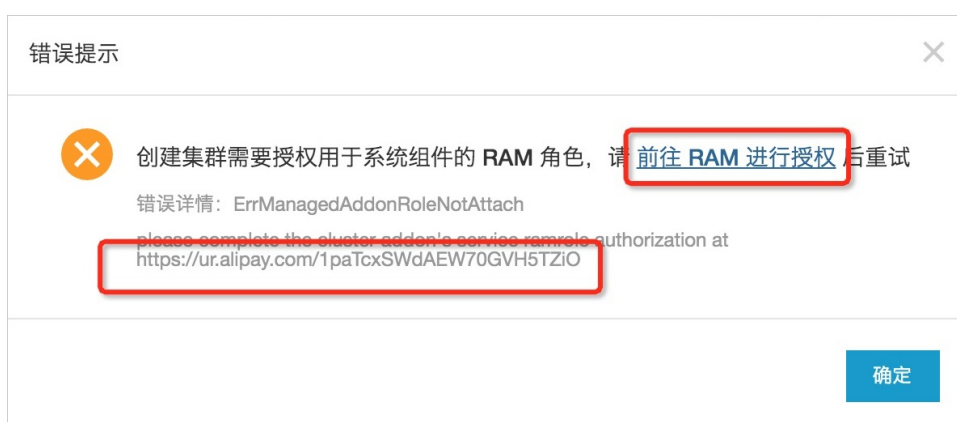 错误提示
创建集群需要授权用于系统组件的 RAM 角色，请 前往 RAM 进行授权 后重试
错误详情：ErrManagedAddonRoleNotAttach
please complete the cluster addon's service ramrole authorization at
https://ur.alipay.com/1paTcxSWdAEW70GVH5TZiO
确定